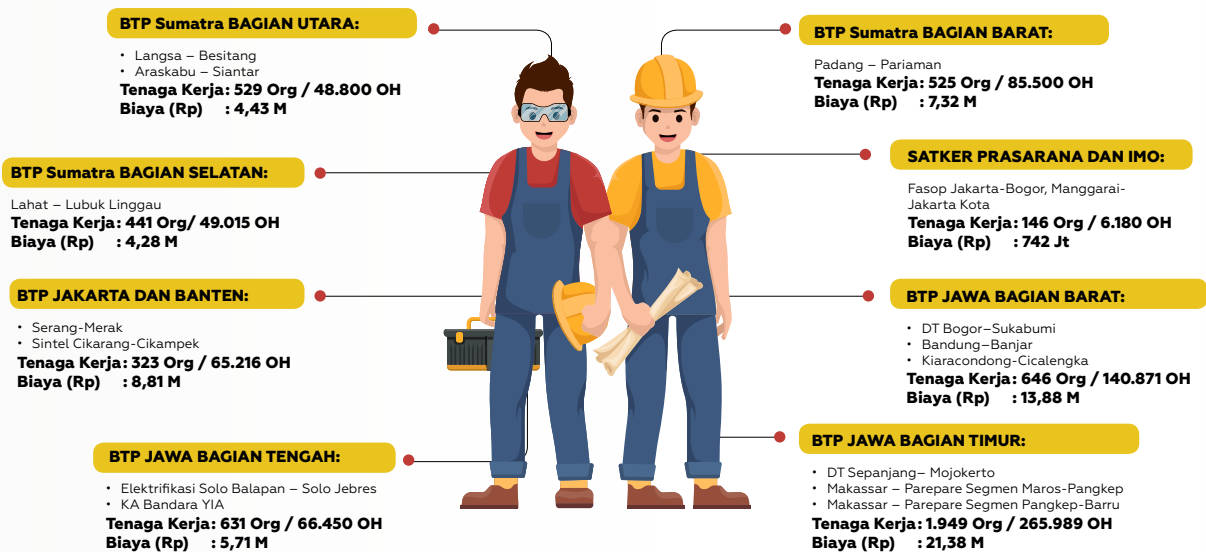 BTP Sumatra BAGIAN UTARA:
• Langsa – Besitang
• Araskabu – Siantar
Tenaga Kerja: 529 Org / 48.800 OH
Biaya (Rp) : 4,43 M
BTP Sumatra BAGIAN BARAT:
Padang – Pariaman
Tenaga Kerja: 525 Org / 85.500 OH
Biaya (Rp) : 7,32 M
BTP Sumatra BAGIAN SELATAN:
Lahat – Lubuk Linggau
Tenaga Kerja: 441 Org/ 49.015 OH
Biaya (Rp) : 4,28 M
SATKER PRASARANA DAN IMO:
Fasop Jakarta-Bogor, Manggarai-
Jakarta Kota
Tenaga Kerja: 146 Org / 6.180 OH
Biaya (Rp) : 742 Jt
BTP JAKARTA DAN BANTEN:
• Serang-Merak
• Sintel Cikarang-Cikampek
Tenaga Kerja: 323 Org / 65.216 OH
Biaya (Rp) : 8,81 M
BTP JAWA BAGIAN BARAT:
• DT Bogor–Sukabumi
• Bandung–Banjar
• Kiaracondong-Cicalengka
Tenaga Kerja: 646 Org / 140.871 OH
Biaya (Rp) : 13,88 M
BTP JAWA BAGIAN TENGAH:
• Elektrifikasi Solo Balapan – Solo Jebres
• KA Bandara YIA
Tenaga Kerja: 631 Org / 66.450 OH
Biaya (Rp) : 5,71 M
BTP JAWA BAGIAN TIMUR:
• DT Sepanjang– Mojokerto
• Makassar – Parepare Segmen Maros-Pangkep
• Makassar – Parepare Segmen Pangkep-Barru
Tenaga Kerja: 1.949 Org / 265.989 OH
Biaya (Rp) : 21,38 M